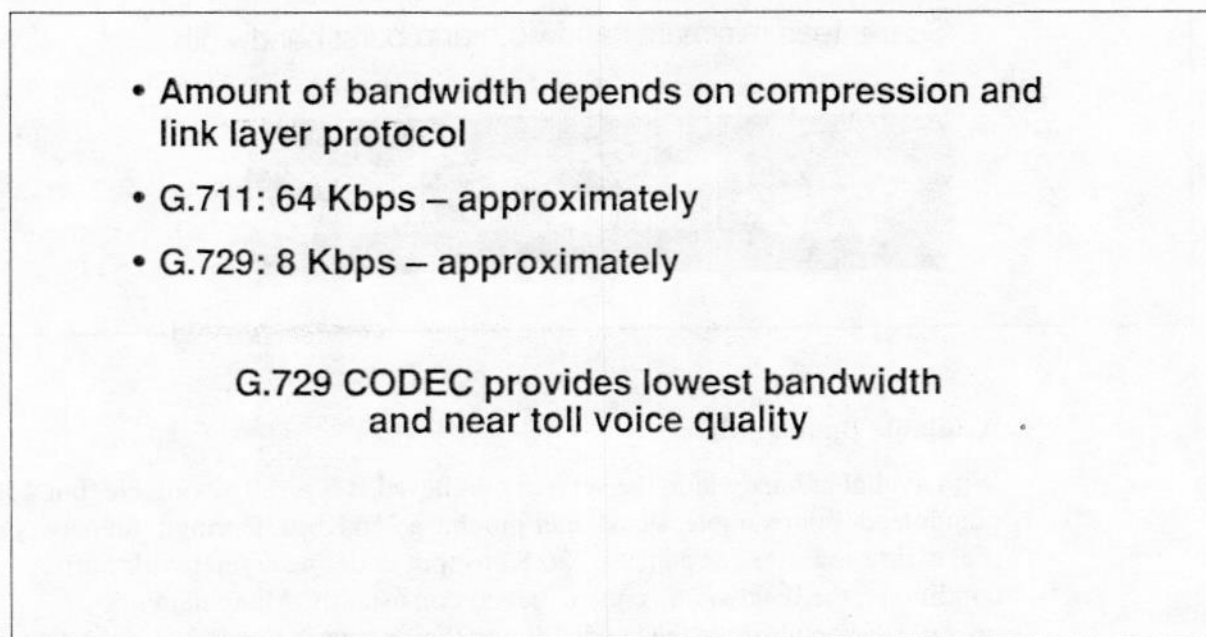 • Amount of bandwidth depends on compression and
link layer protocol
• G.711: 64 Kbps – approximately
• G.729: 8 Kbps – approximately
G.729 CODEC provides lowest bandwidth
and near toll voice quality